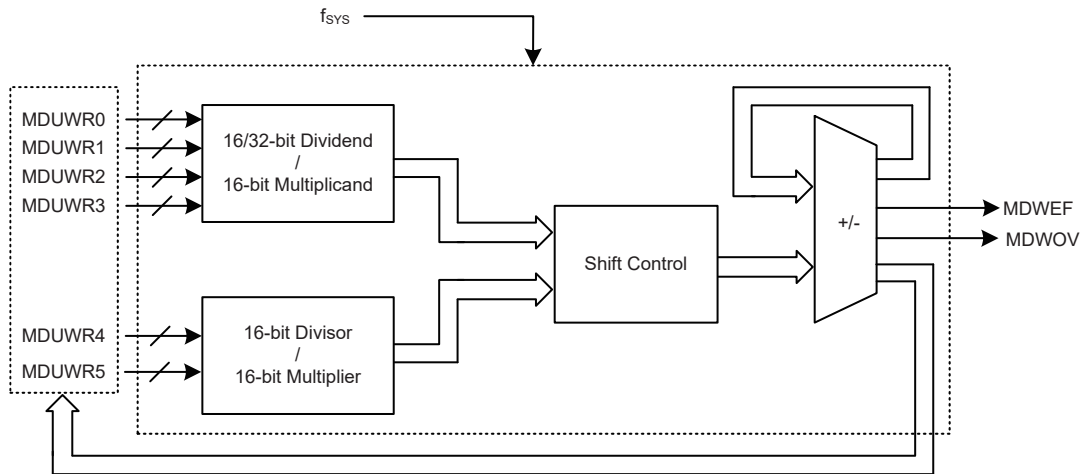 fSYS
MDUWR0
MDUWR1
MDUWR2
MDUWR3
16/32-bit Dividend
/
16-bit Multiplicand
MDUWR4
MDUWR5
16-bit Divisor
/
16-bit Multiplier
Shift Control
+/-
MDWEF
MDWOV